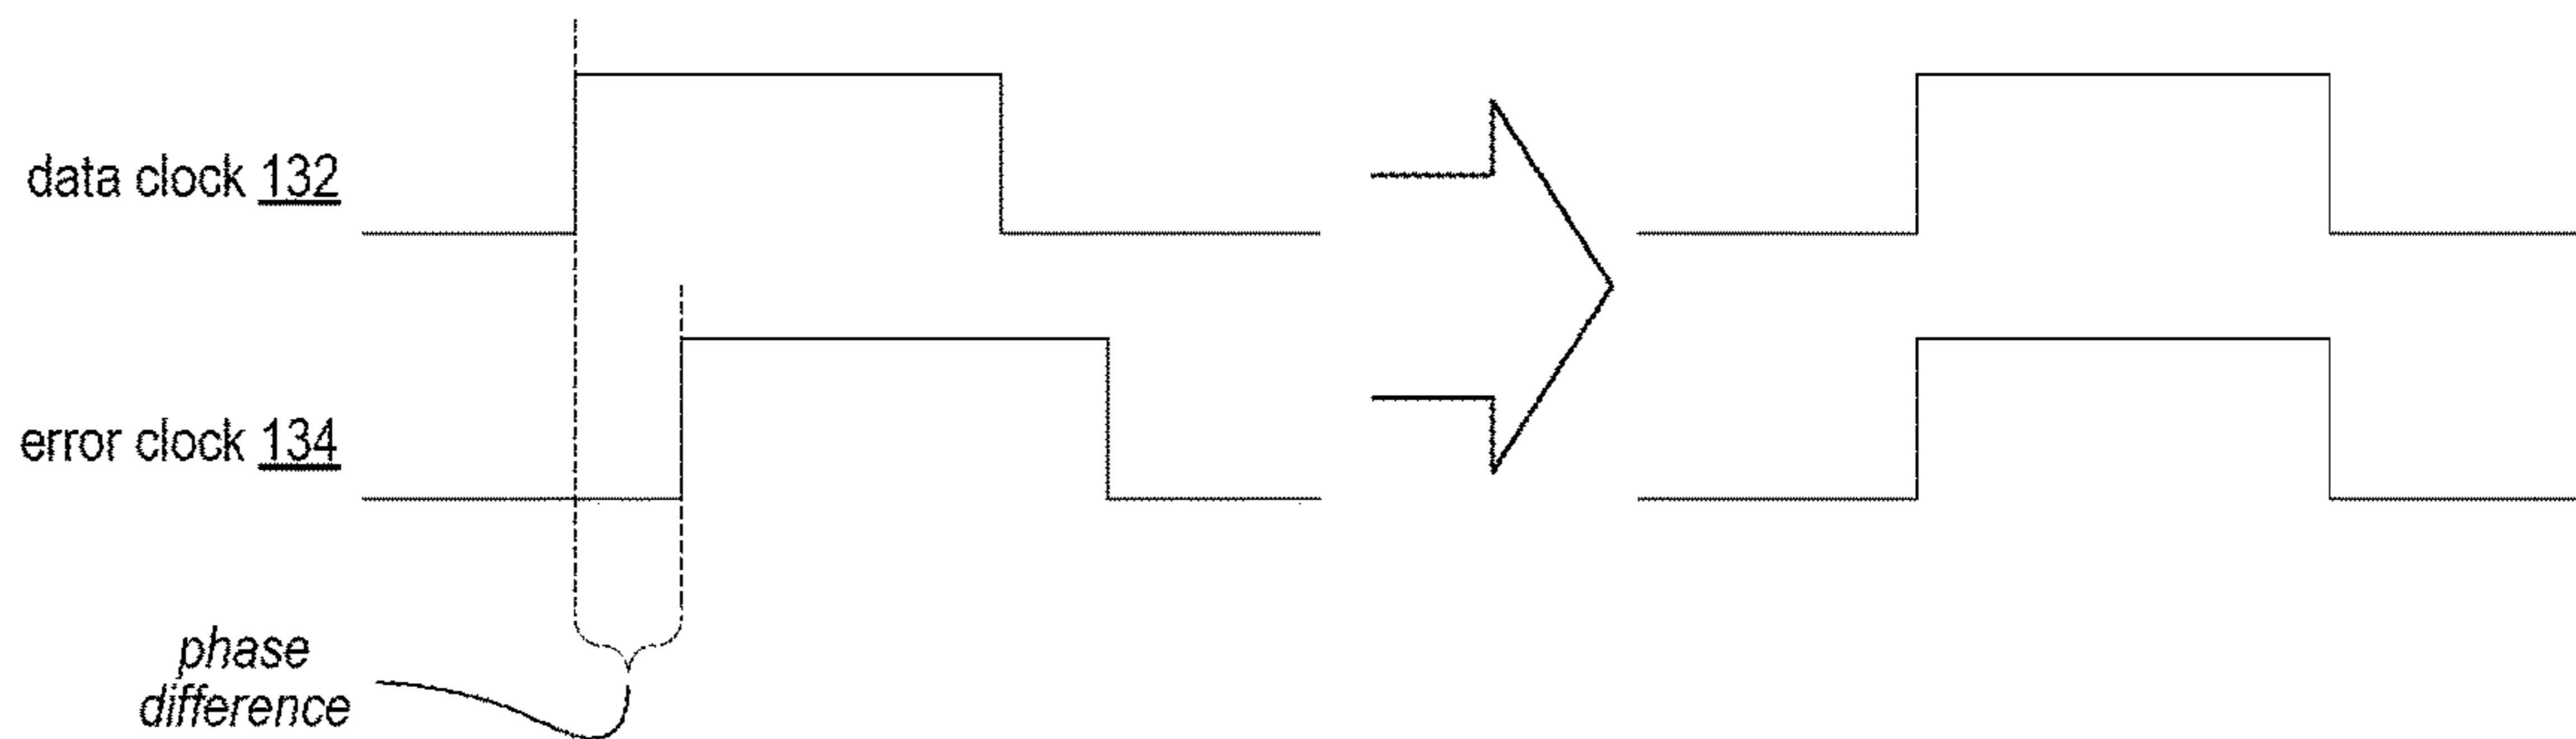 data clock 132
error clock 134
phase
difference